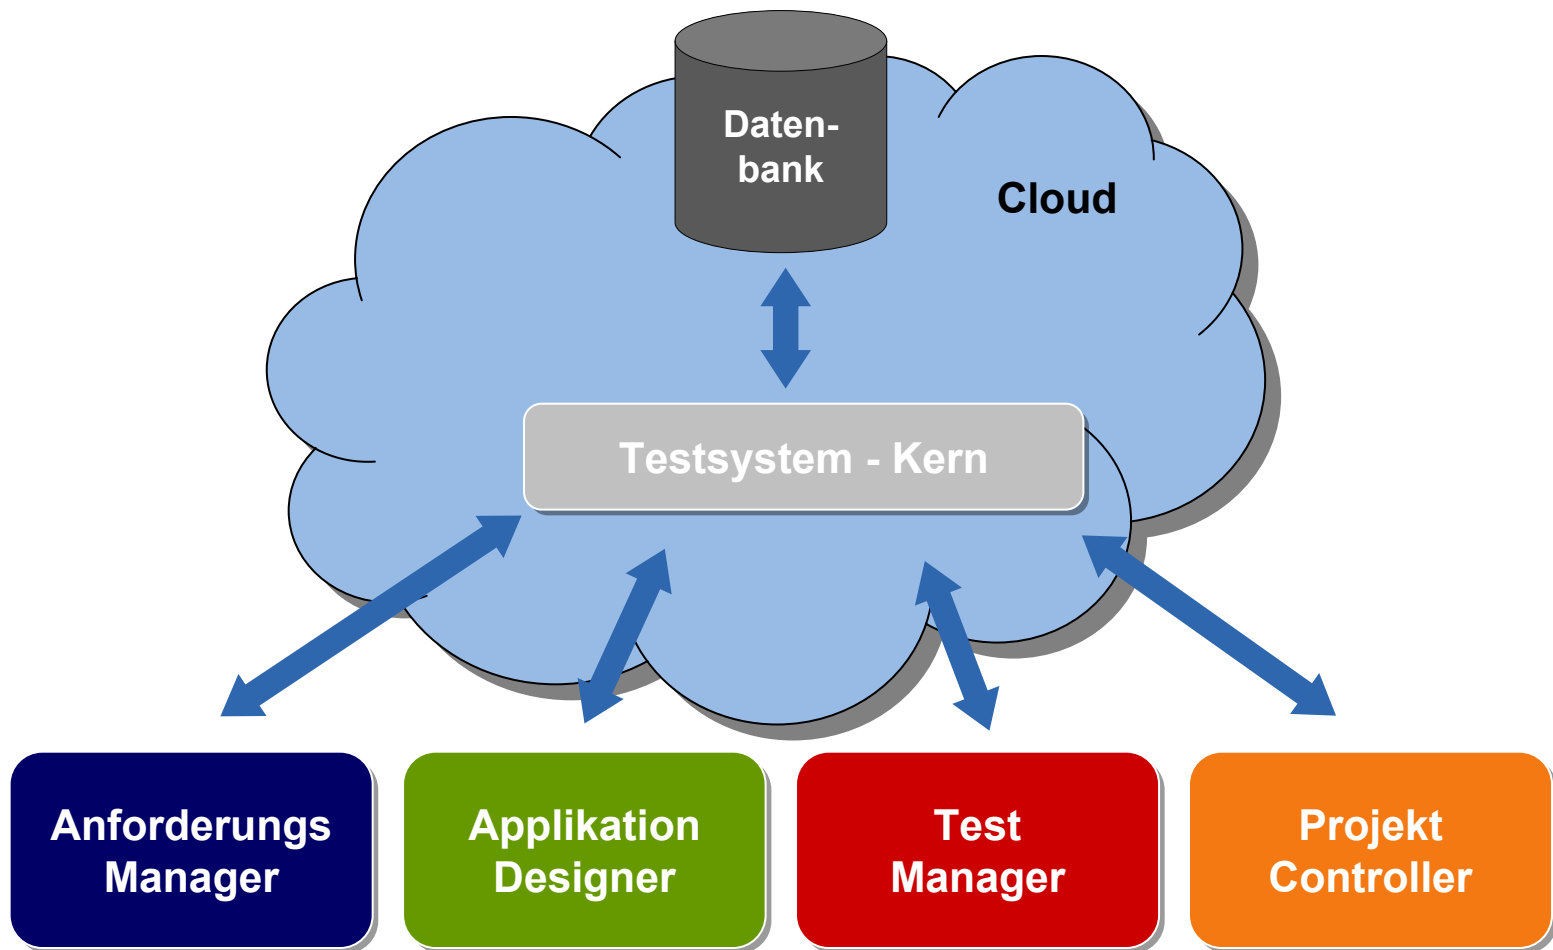 Daten-
bank
Cloud
Testsystem - Kern
Anforderungs
Manager
Applikation
Designer
Test
Manager
Projekt
Controller